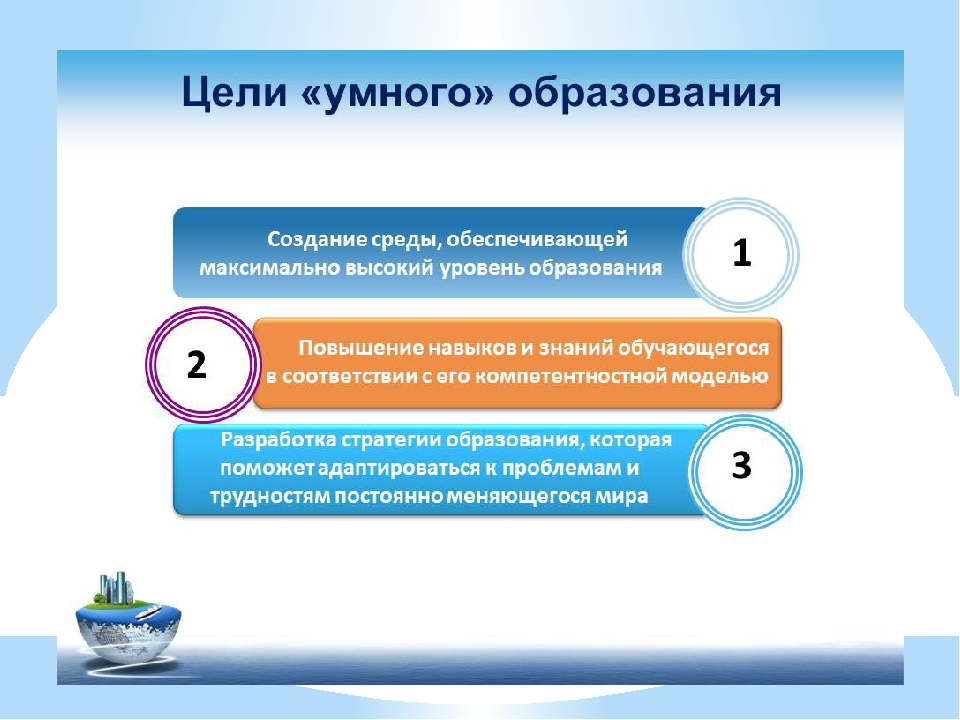 Цели «умного» образования
Создание среды, обеспечивающей
максимально высокий уровень образования
1
2
Повышение навыков и знаний обучающегося
в соответствии с его компетентностной моделью
Разработка стратегии образования, которая
поможет адаптироваться к проблемам и
трудностям постоянно меняющегося мира
3